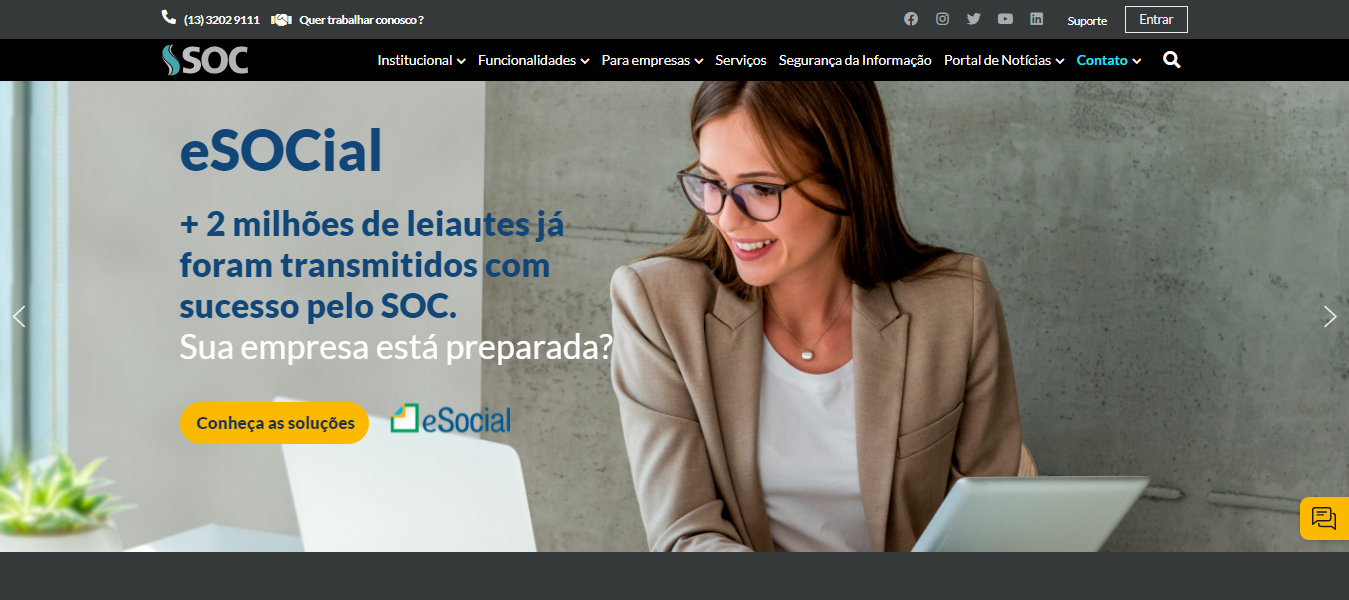 (13) 3202 9111 Quer trabalhar conosco ?
Suporte Entrar
SOC Institucional Funcionalidades Para empresas Serviços Segurança da Informação Portal de Notícias Contato
eSOCial
+ 2 milhões de leiautes já
foram transmitidos com
sucesso pelo SOC.
Sua empresa está preparada?
Conheça as soluções eSocial